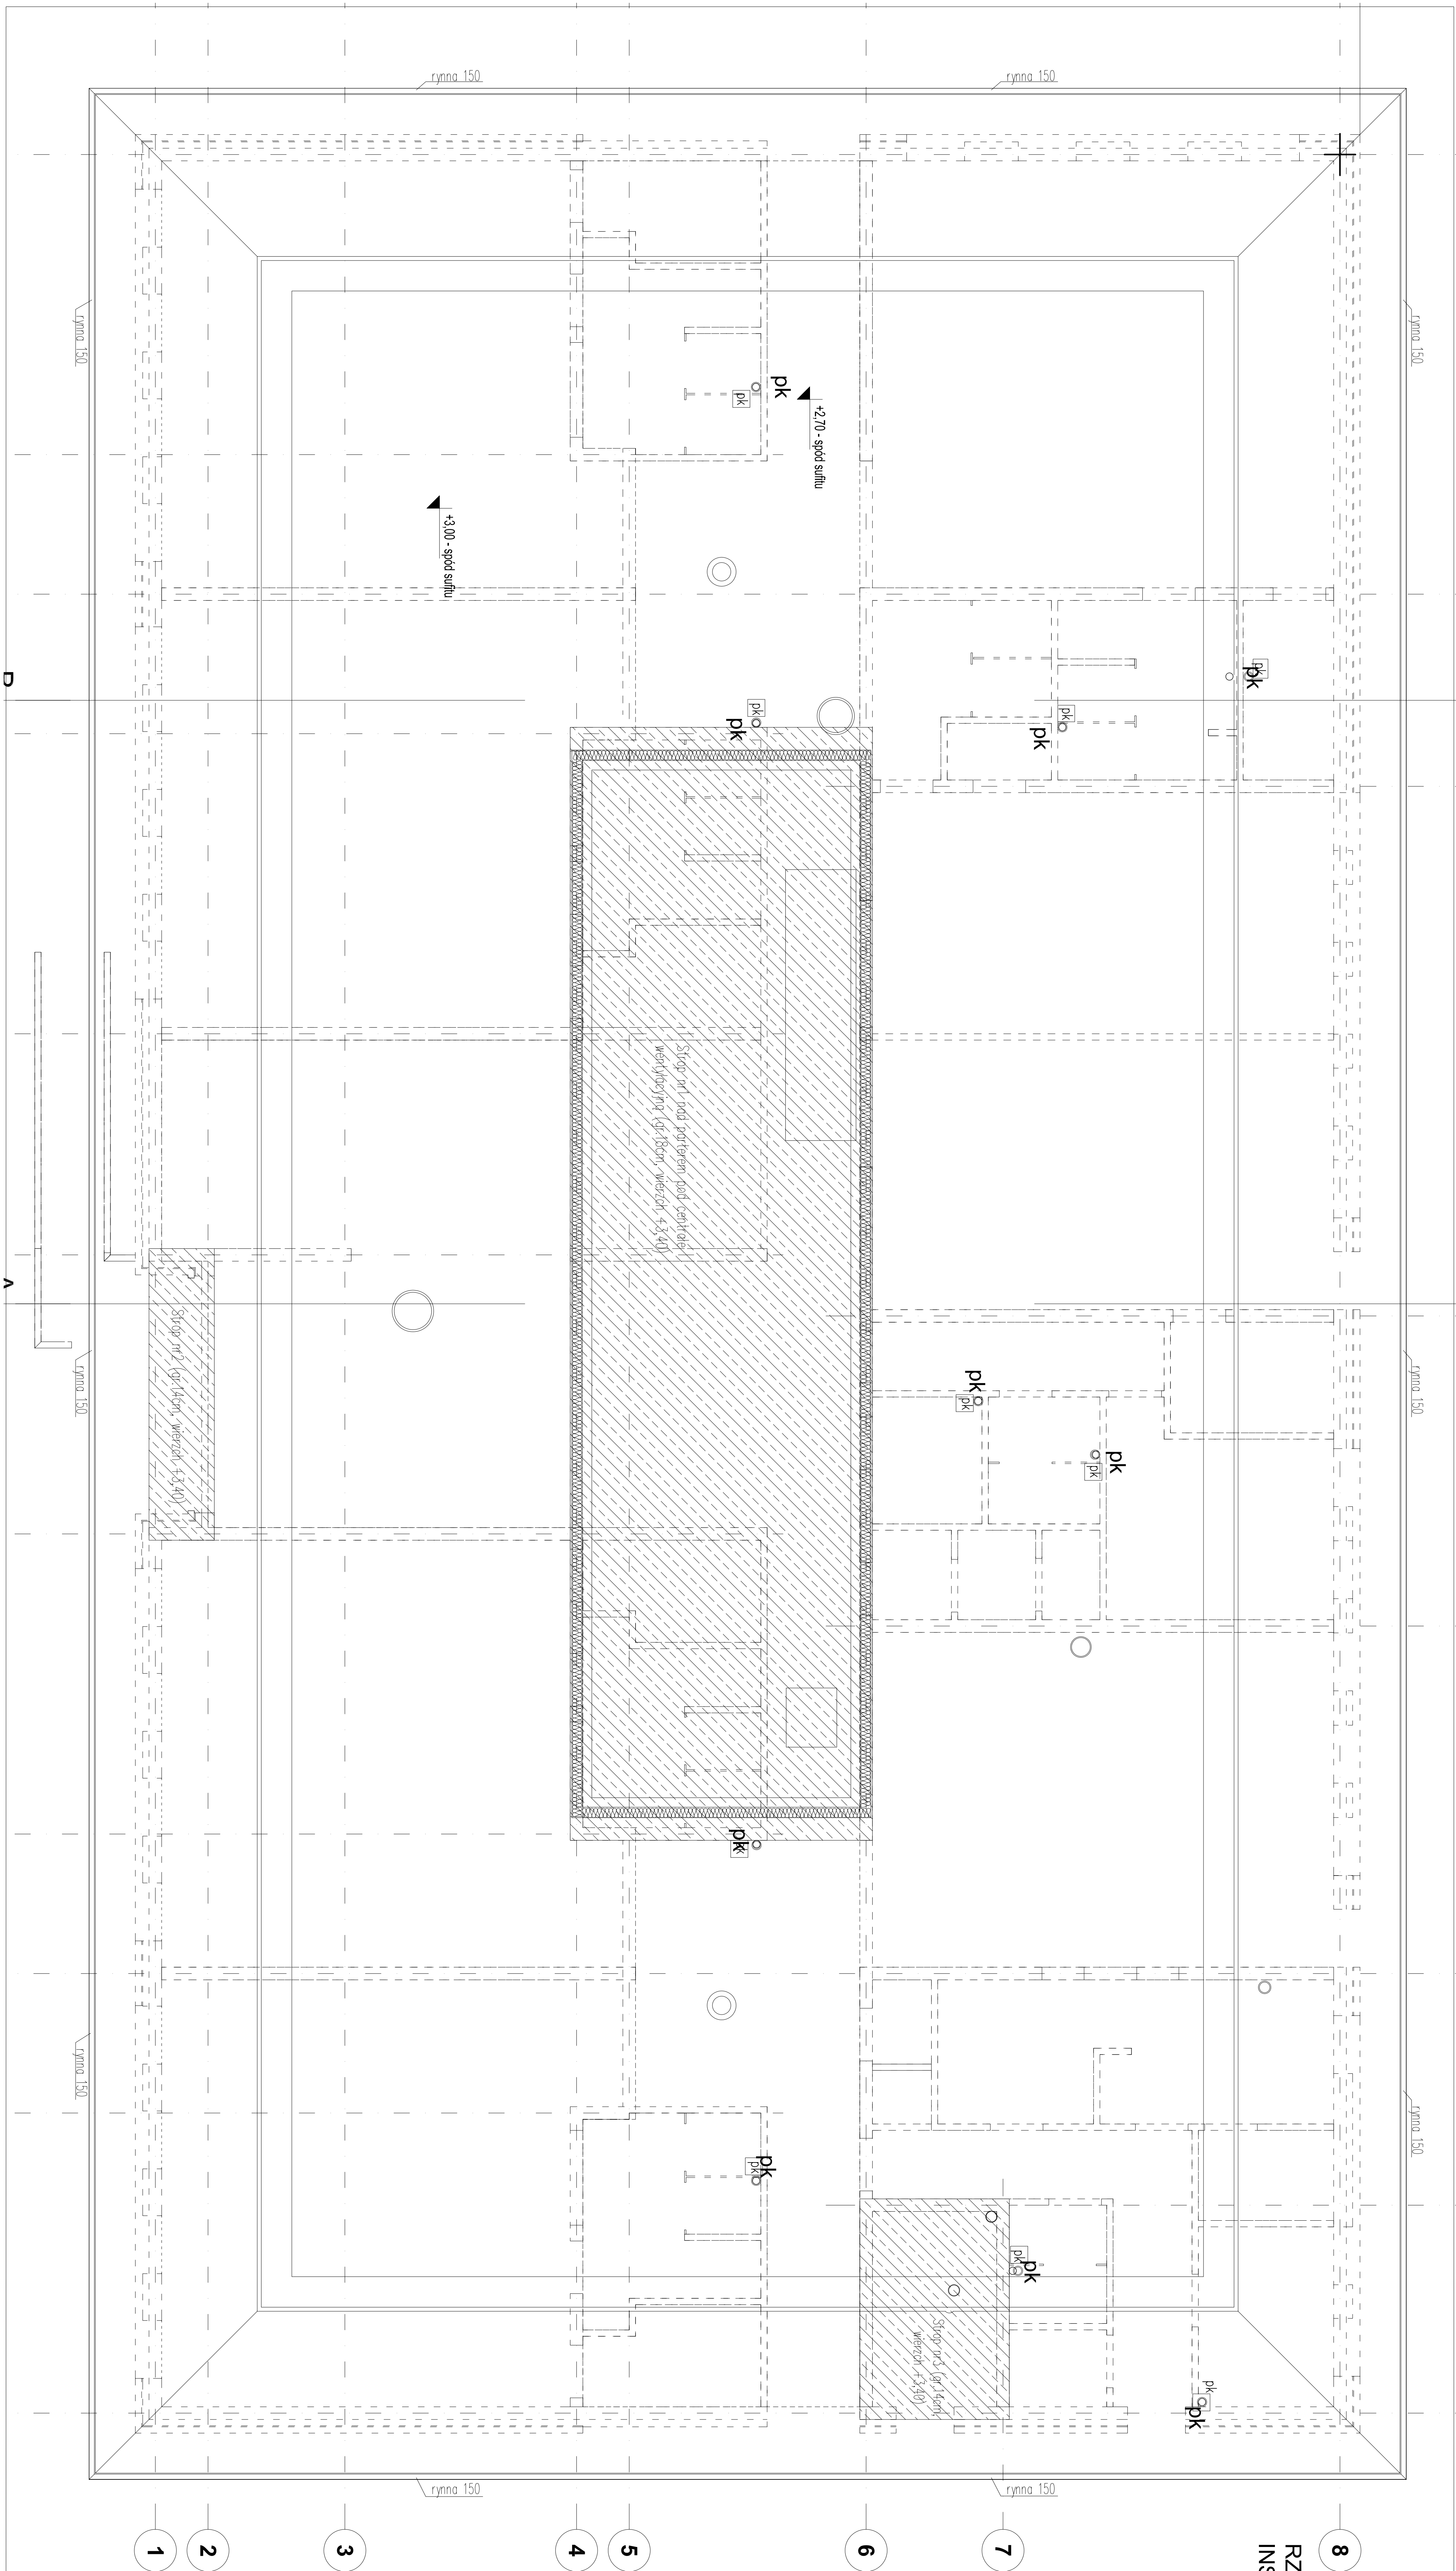 rynna 150
rynna 150
rynna 150
rynna 150
pk
pk
+2,70 - spód sufitu
+3,00 - spód sufitu
pk
pk
pk
pk
pk
pk
Strop nr1 nad parterem pod centralę
wentylacyjną (gr.18cm, wierzch +3,40)
Strop nr2 (gr.14cm, wierzch +3,40)
A
rynna 150
rynna 150
pk
pk
pk
pk
pk
rynna 150
rynna 150
pk
pk
pk
pk
Strop nr3 (gr.14cm,
wierzch +3,40)
pk
pk
rynna 150
rynna 150
1
2
3
4
5
6
7
8
RZ
INS